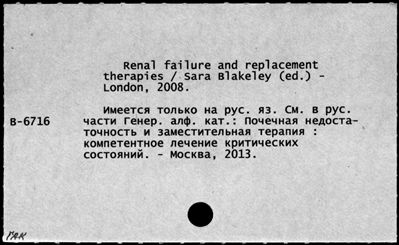 Renal failure and replacement
therapies / Sara Blakeley (ed.) -
London, 2008.
Имеется только на рус. яз. См. в рус.
В-6716 части Генер. алф. кат.: Почечная недоста-
точность и заместительная терапия :
компетентное лечение критических
состояний. - Москва, 2013.